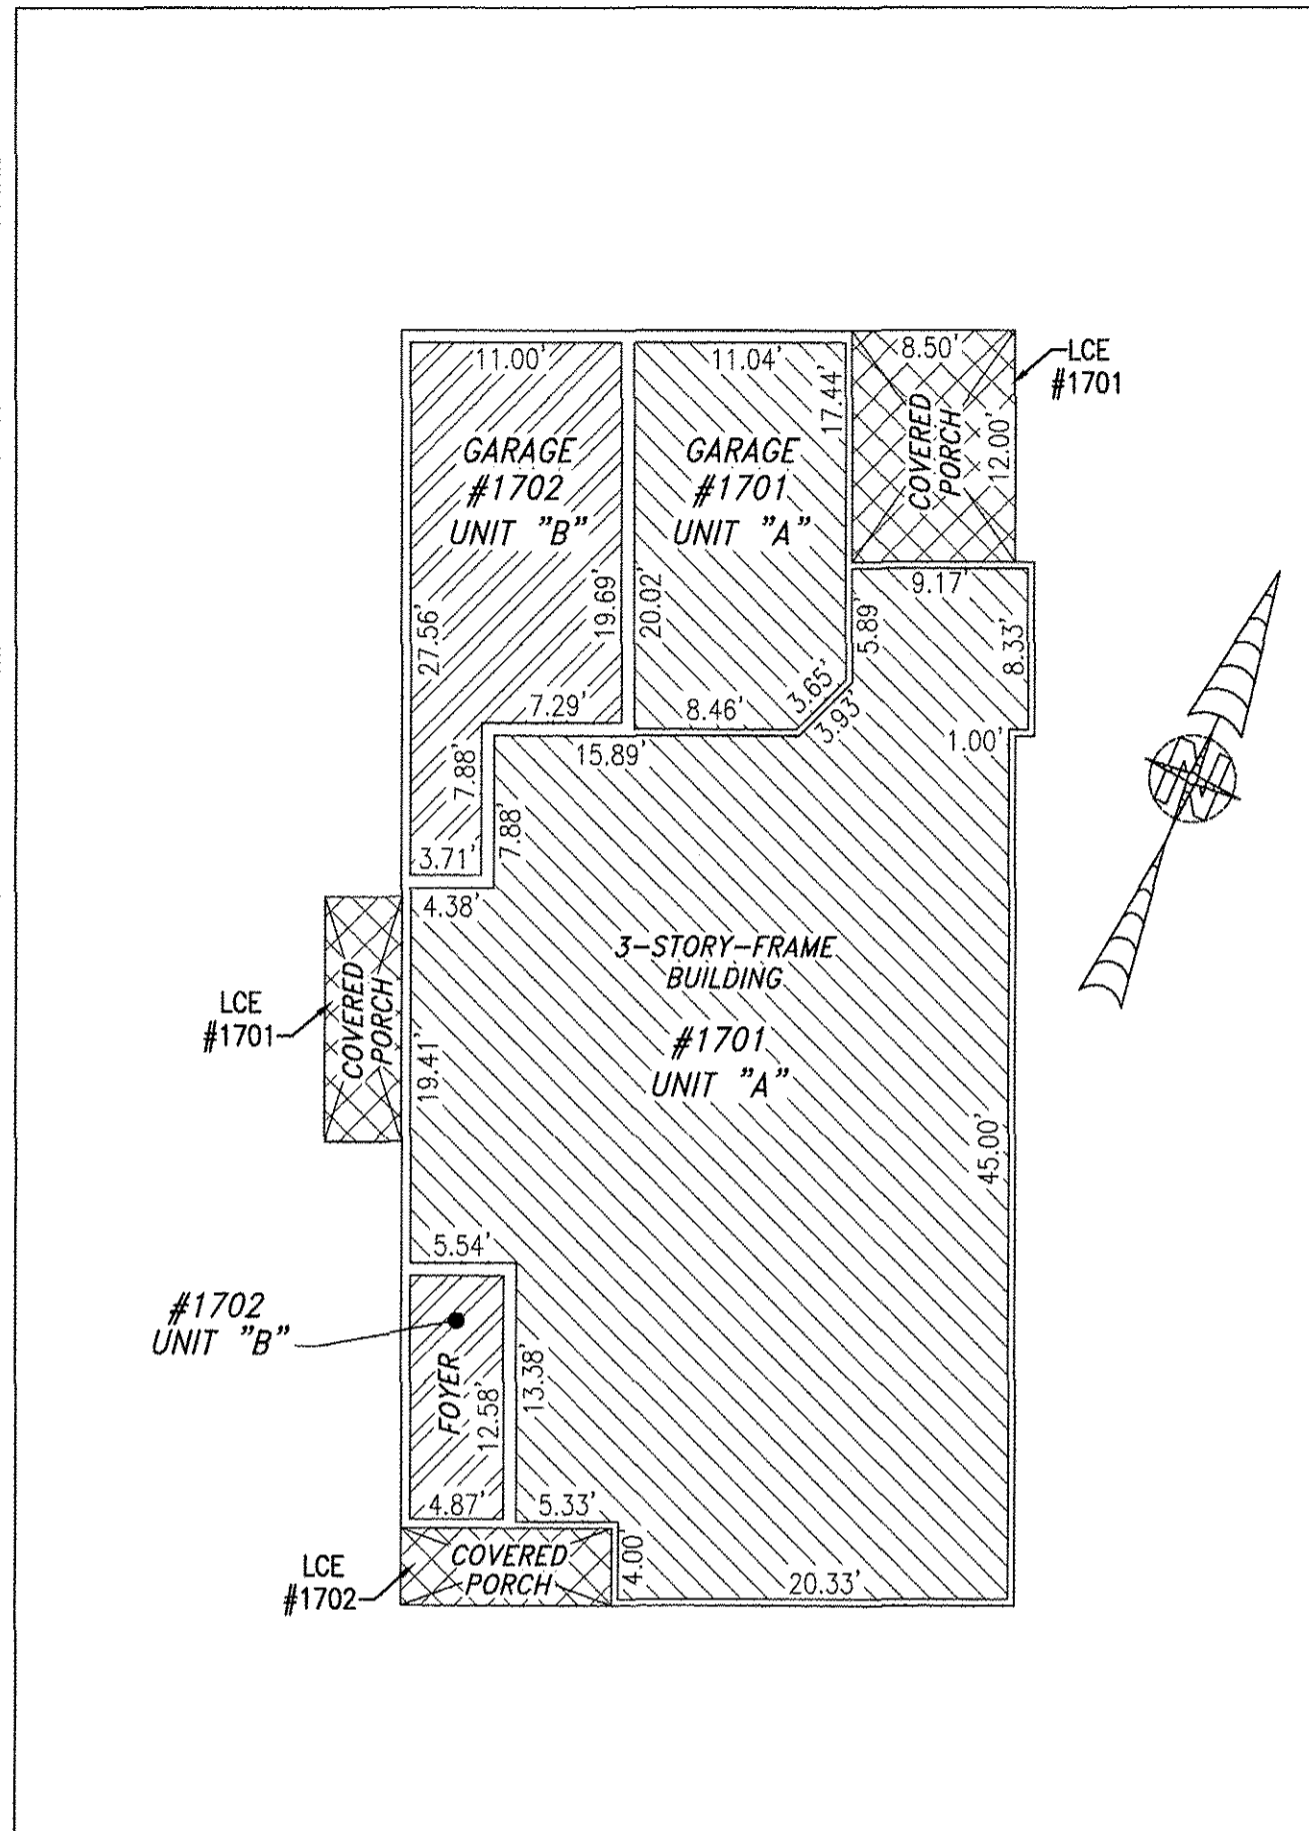 11.00'
11.04'
8.50'
LCE
#1701
17.44'
COVERED
PORCH
12.00'
GARAGE
#1702
UNIT "B"
GARAGE
#1701
UNIT "A"
9.17'
27.56'
19.69'
20.02'
5.89'
8.33'
7.29'
8.46'
3.65'
3.93'
15.89'
1.00'
N
7.88'
7.88'
3.71'
4.38'
3-STORY-FRAME
BUILDING
LCE
#1701
COVERED
PORCH
19.41'
#1701
UNIT "A"
45.00'
5.54'
#1702
UNIT "B"
FOYER
12.58'
13.38'
4.87'
5.33'
LCE
#1702
COVERED
PORCH
4.00
20.33'